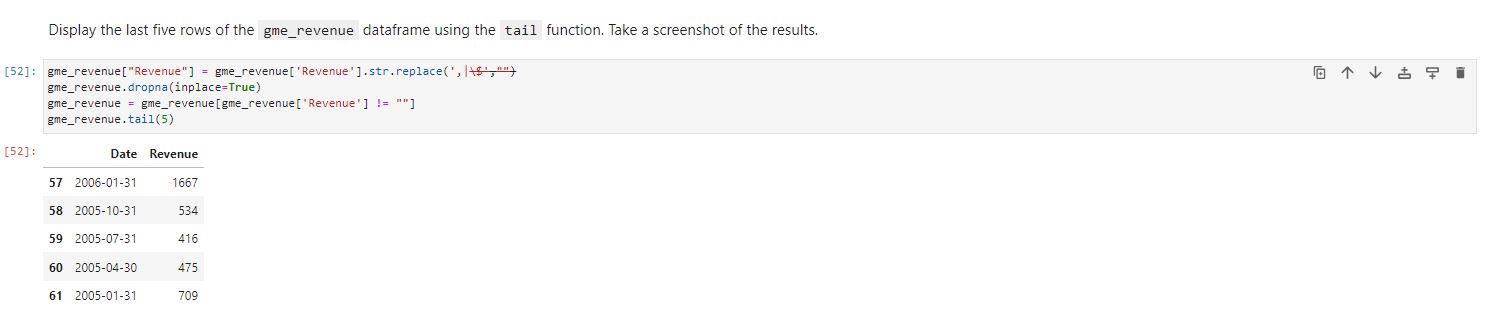 Display the last five rows of the gme_revenue dataframe using the tail function. Take a screenshot of the results.
[52]: gme_revenue["Revenue"] = gme_revenue['Revenue'].str.replace(',|\$',"")
gme_revenue.dropna(inplace=True)
gme_revenue = gme_revenue[gme_revenue['Revenue'] != ""]
gme_revenue.tail(5)
[52]: Date Revenue
57 2006-01-31 1667
58 2005-10-31 534
59 2005-07-31 416
60 2005-04-30 475
61 2005-01-31 709